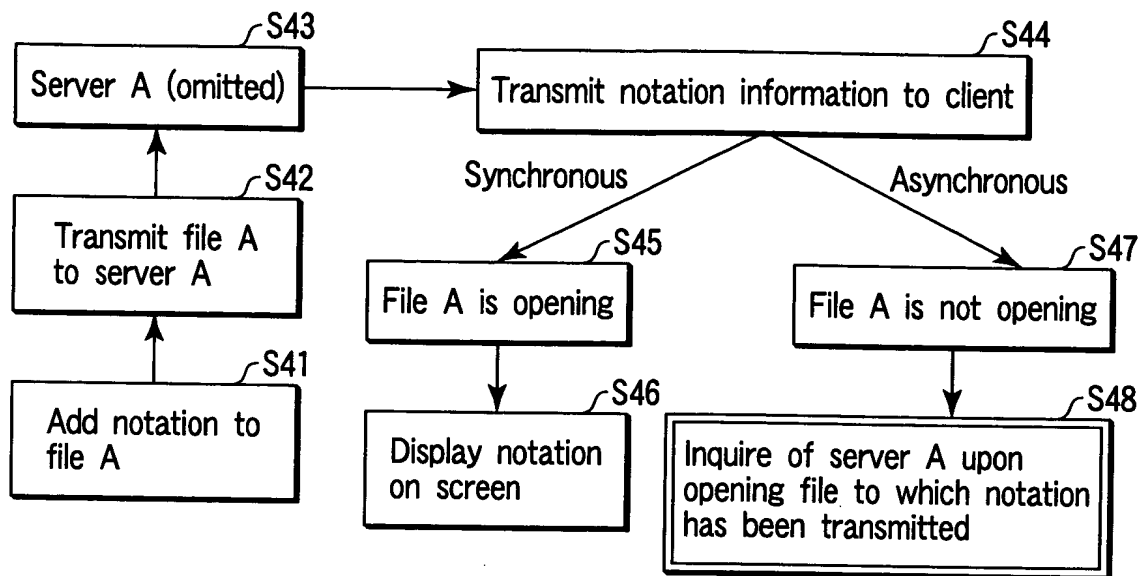 S43
Server A (omitted)
S44
Transmit notation information to client
S42
Transmit file A
to server A
S41
Add notation to
file A
Synchronous
Asynchronous
S45
File A is opening
S47
File A is not opening
S46
Display notation
on screen
S48
Inquire of server A upon
opening file to which notation
has been transmitted